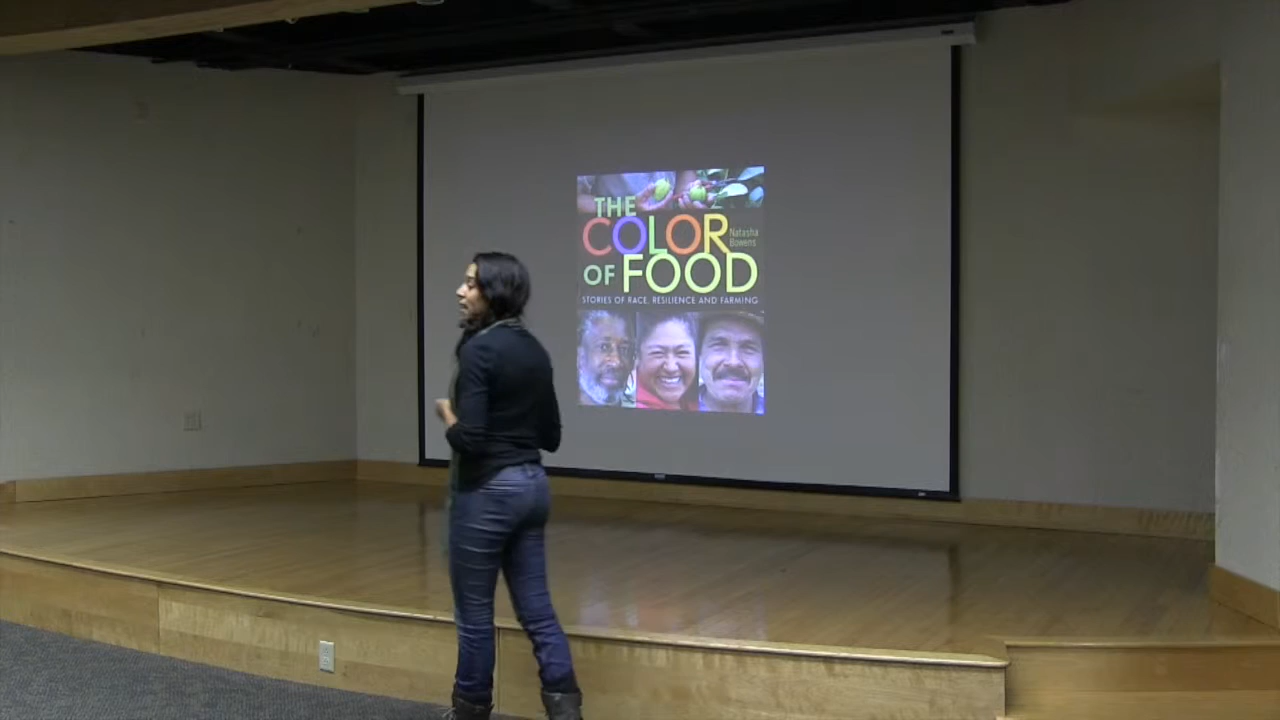 THE
COLOR
Natasha
Bowens
OF FOOD
STORIES OF RACE, RESILIENCE AND FARMING